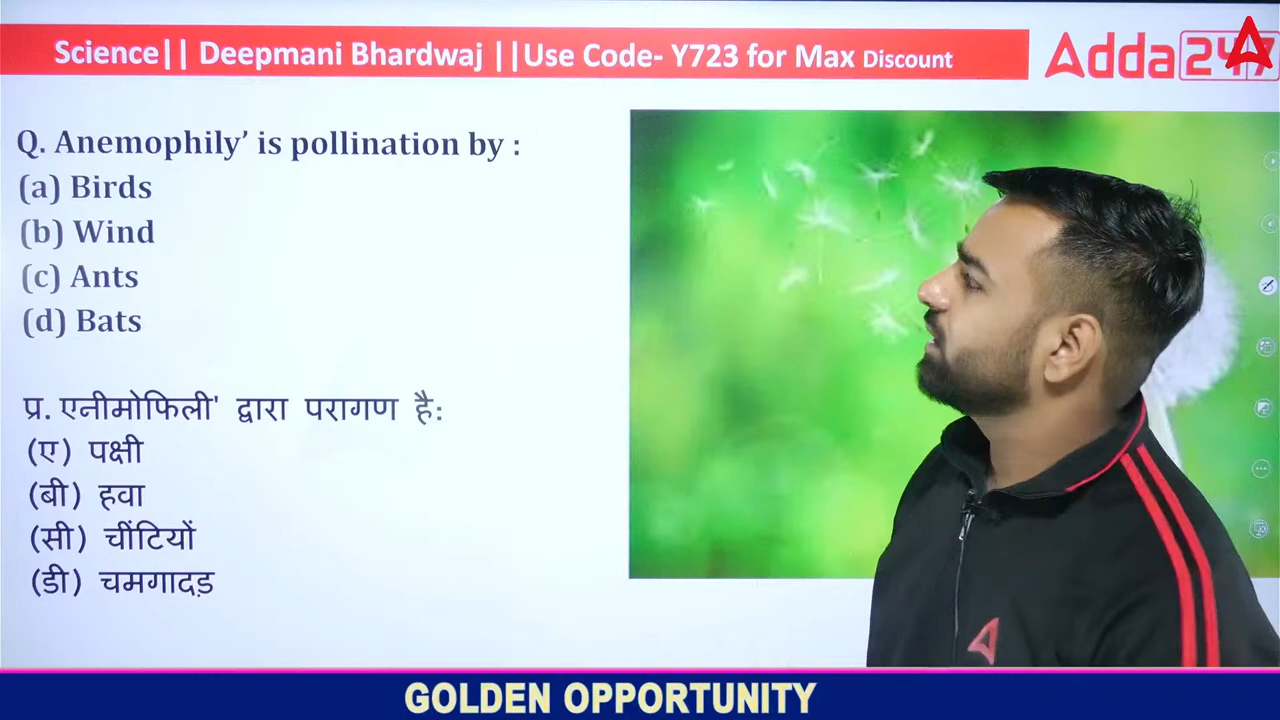 Science|| Deepmani Bhardwaj ||Use Code- Y723 for Max Discount
Adda247
Q. Anemophily’ is pollination by :
(a) Birds
(b) Wind
(c) Ants
(d) Bats
प्र. एनीमोफिली' द्वारा परागण है:
(ए) पक्षी
(बी) हवा
(सी) चींटियों
(डी) चमगादड़
GOLDEN OPPORTUNITY